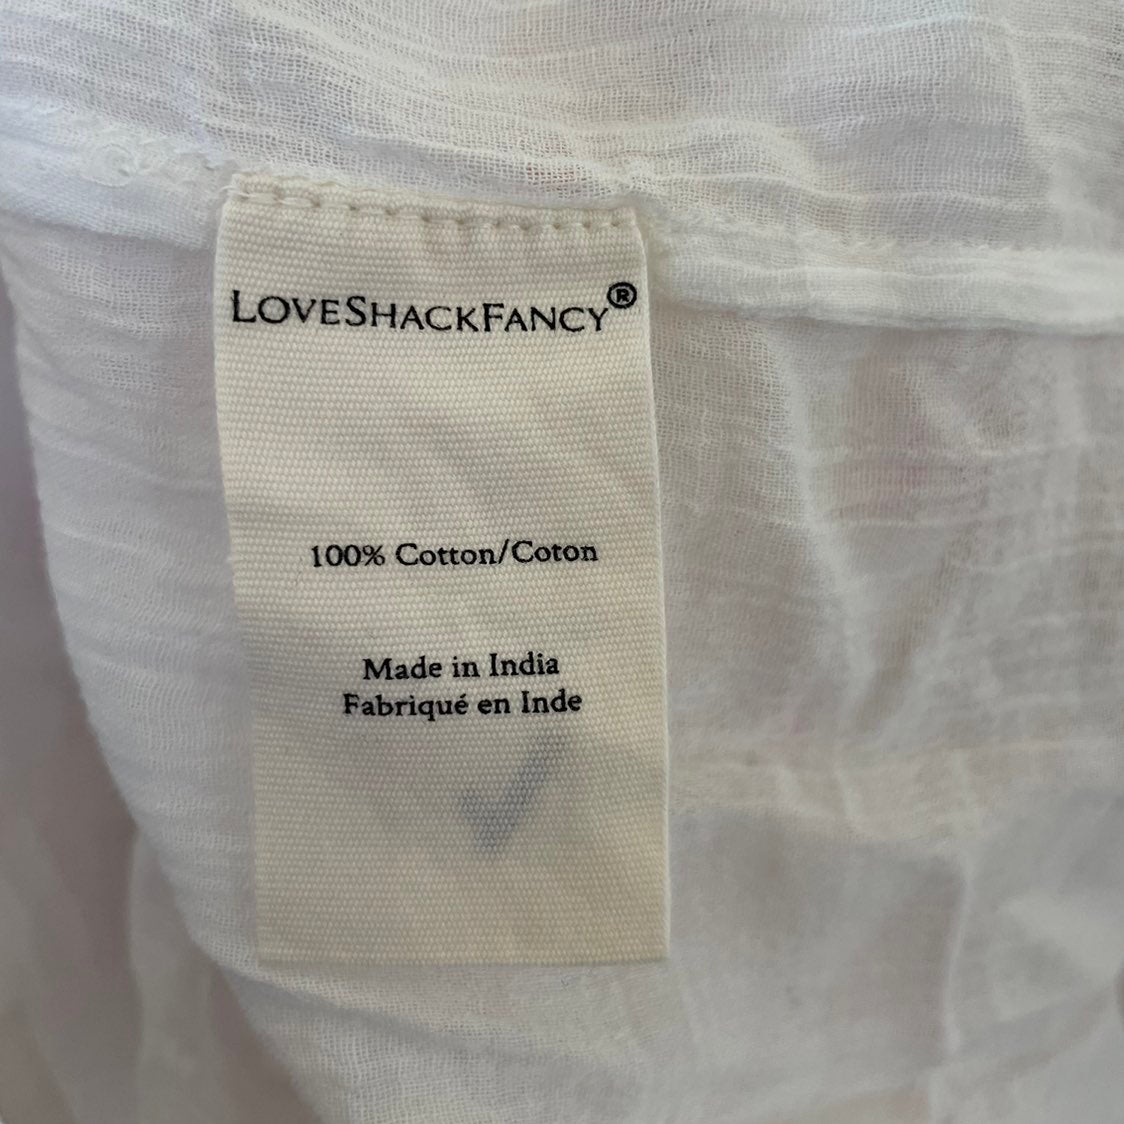 LOVESHACKFANCY®
100% Cotton/Coton
Made in India
Fabriqué en Inde